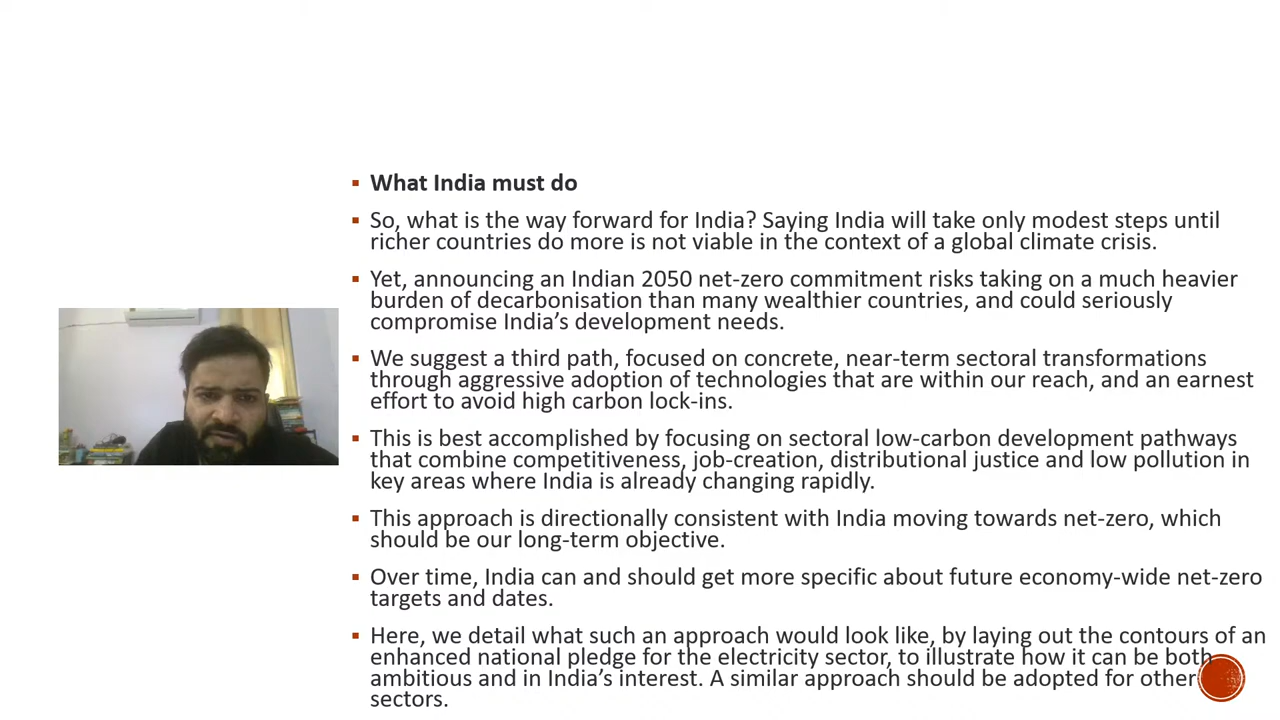 What India must do
So, what is the way forward for India? Saying India will take only modest steps until
richer countries do more is not viable in the context of a global climate crisis.
Yet, announcing an Indian 2050 net-zero commitment risks taking on a much heavier
burden of decarbonisation than many wealthier countries, and could seriously
compromise India’s development needs.
We suggest a third path, focused on concrete, near-term sectoral transformations
through aggressive adoption of technologies that are within our reach, and an earnest
effort to avoid high carbon lock-ins.
This is best accomplished by focusing on sectoral low-carbon development pathways
that combine competitiveness, job-creation, distributional justice and low pollution in
key areas where India is already changing rapidly.
This approach is directionally consistent with India moving towards net-zero, which
should be our long-term objective.
Over time, India can and should get more specific about future economy-wide net-zero
targets and dates.
Here, we detail what such an approach would look like, by laying out the contours of an
enhanced national pledge for the electricity sector, to illustrate how it can be both
ambitious and in India’s interest. A similar approach should be adopted for other
sectors.